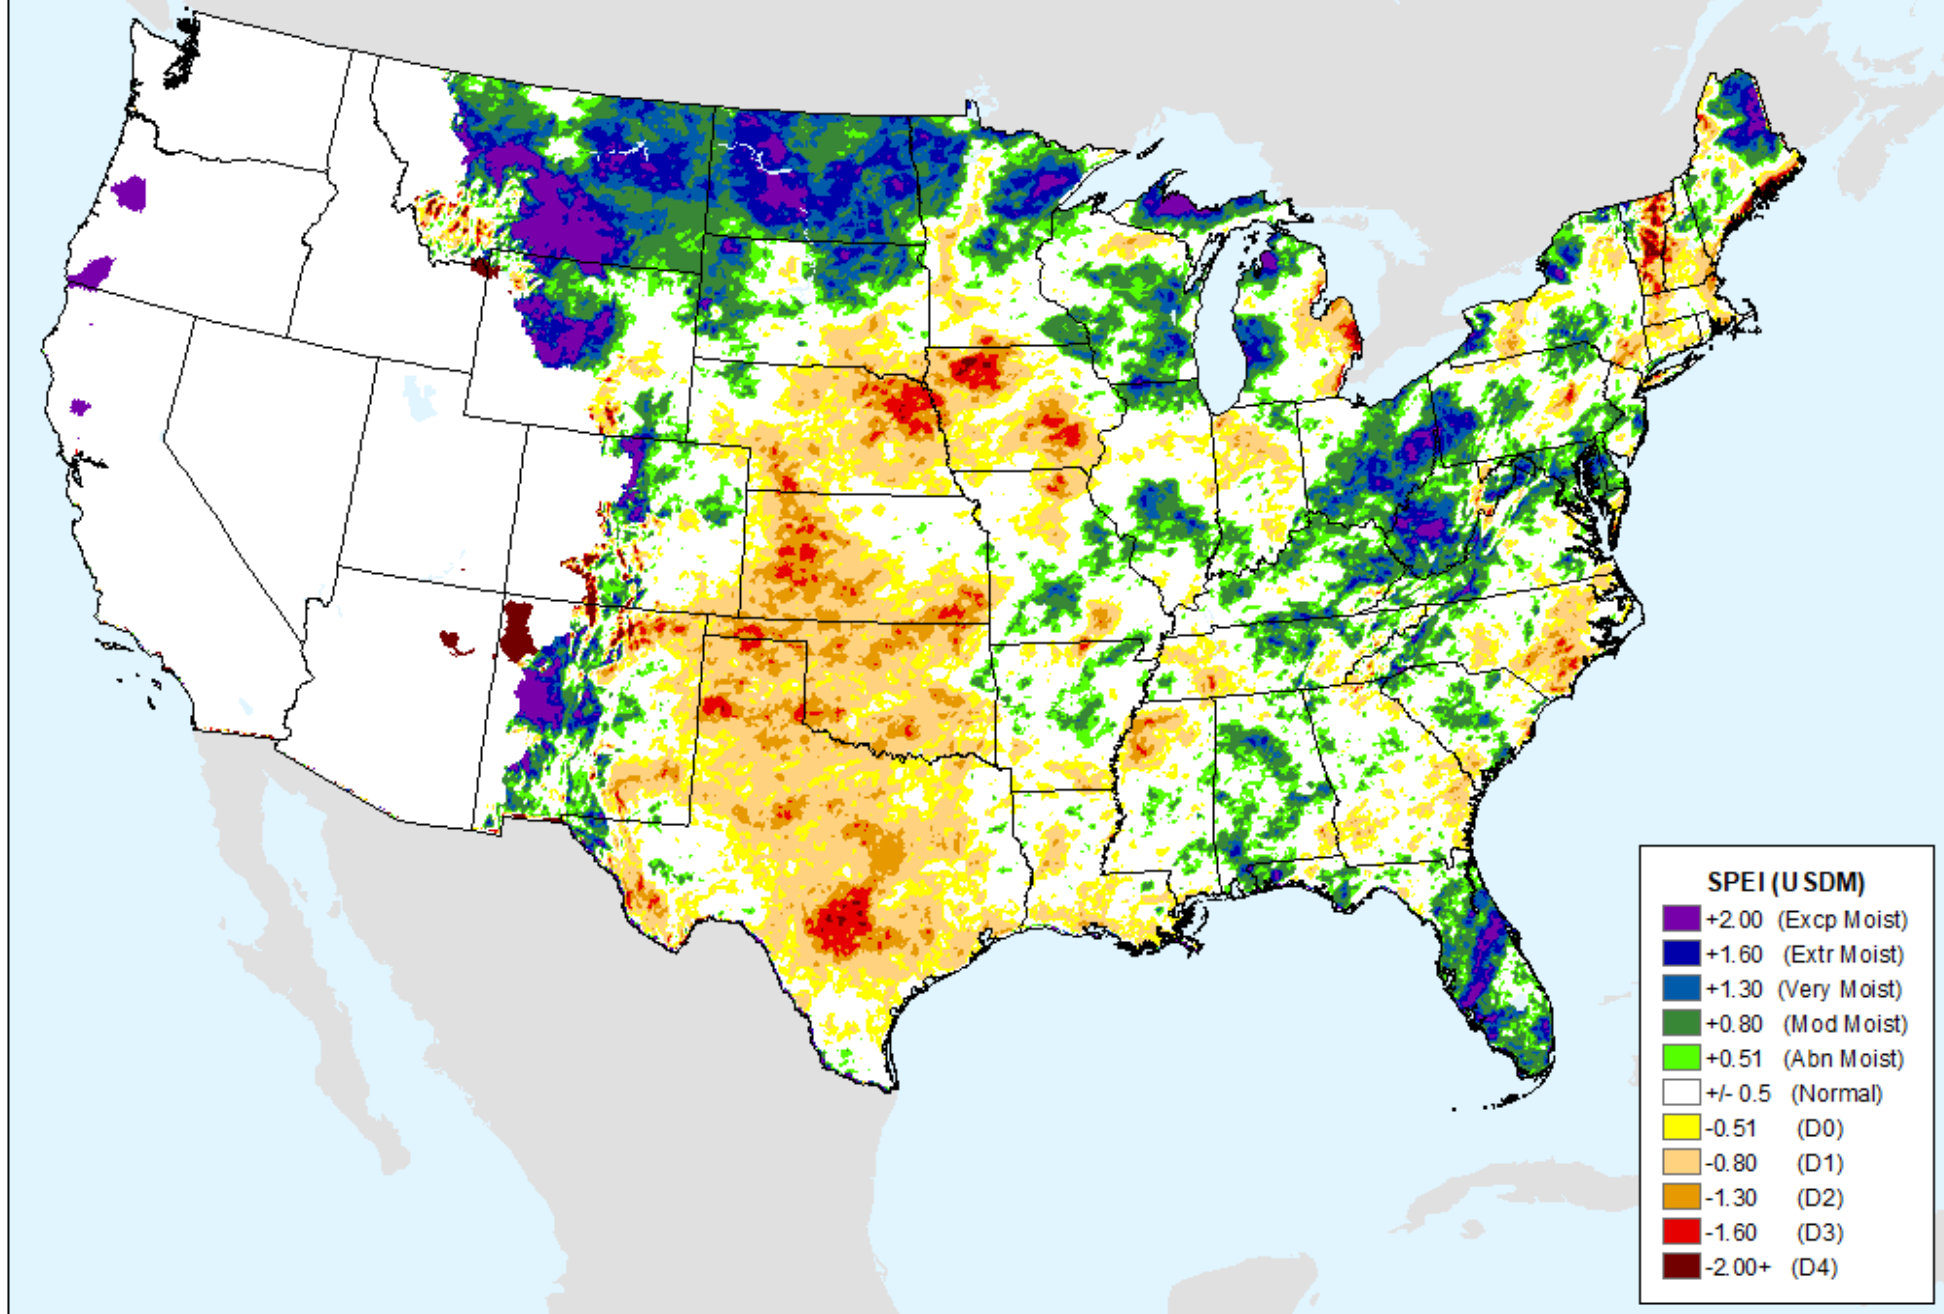 SPEI (USDM)
+2.00 (Excp Moist)
+1.60 (Extr Moist)
+1.30 (Very Moist)
+0.80 (Mod Moist)
+0.51 (Abn Moist)
+/- 0.5 (Normal)
-0.51 (D0)
-0.80 (D1)
-1.30 (D2)
-1.60 (D3)
-2.00+ (D4)